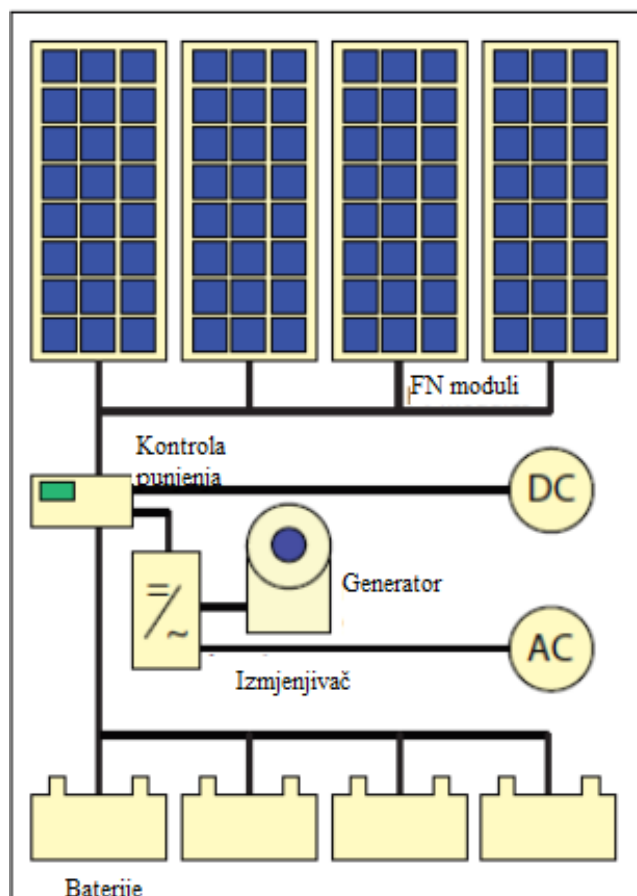 FN moduli
Kontrola
punjenja
DC
Generator
=/~
AC
Izmjenjivač
Baterije